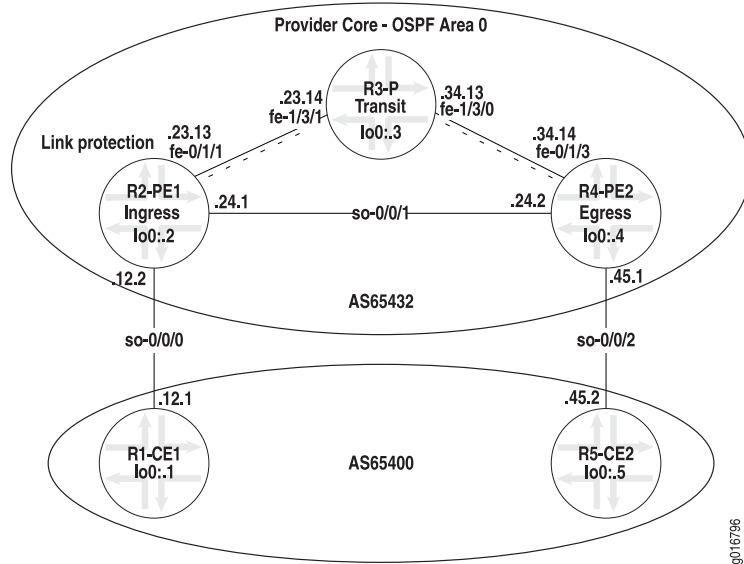 Provider Core - OSPF Area 0
R3-P
Transit
lo0:.3
.23.14
fe-1/3/1
.34.13
fe-1/3/0
Link protection
.23.13
fe-0/1/1
.34.14
fe-0/1/3
R2-PE1
Ingress
lo0:.2
.24.1
so-0/0/1
.24.2
R4-PE2
Egress
lo0:.4
.12.2
.45.1
AS65432
so-0/0/0
so-0/0/2
.12.1
.45.2
R1-CE1
lo0:.1
AS65400
R5-CE2
lo0:.5
g016796